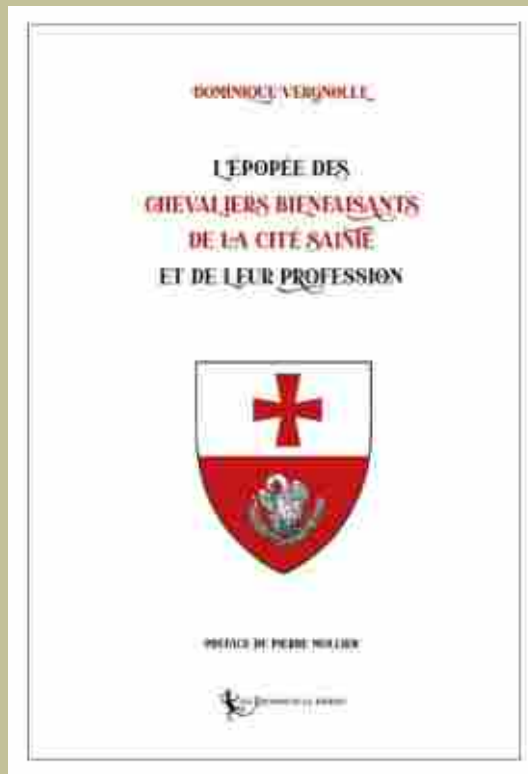 DOMINIQUE VERGNOLLE
L'ÉPOPÉE DES
CHEVALIERS BIENFAISANTS
DE LA CITÉ SAINTE
ET DE LEUR PROFESSION
PRÉFACE DE PIERRE MOLLIER